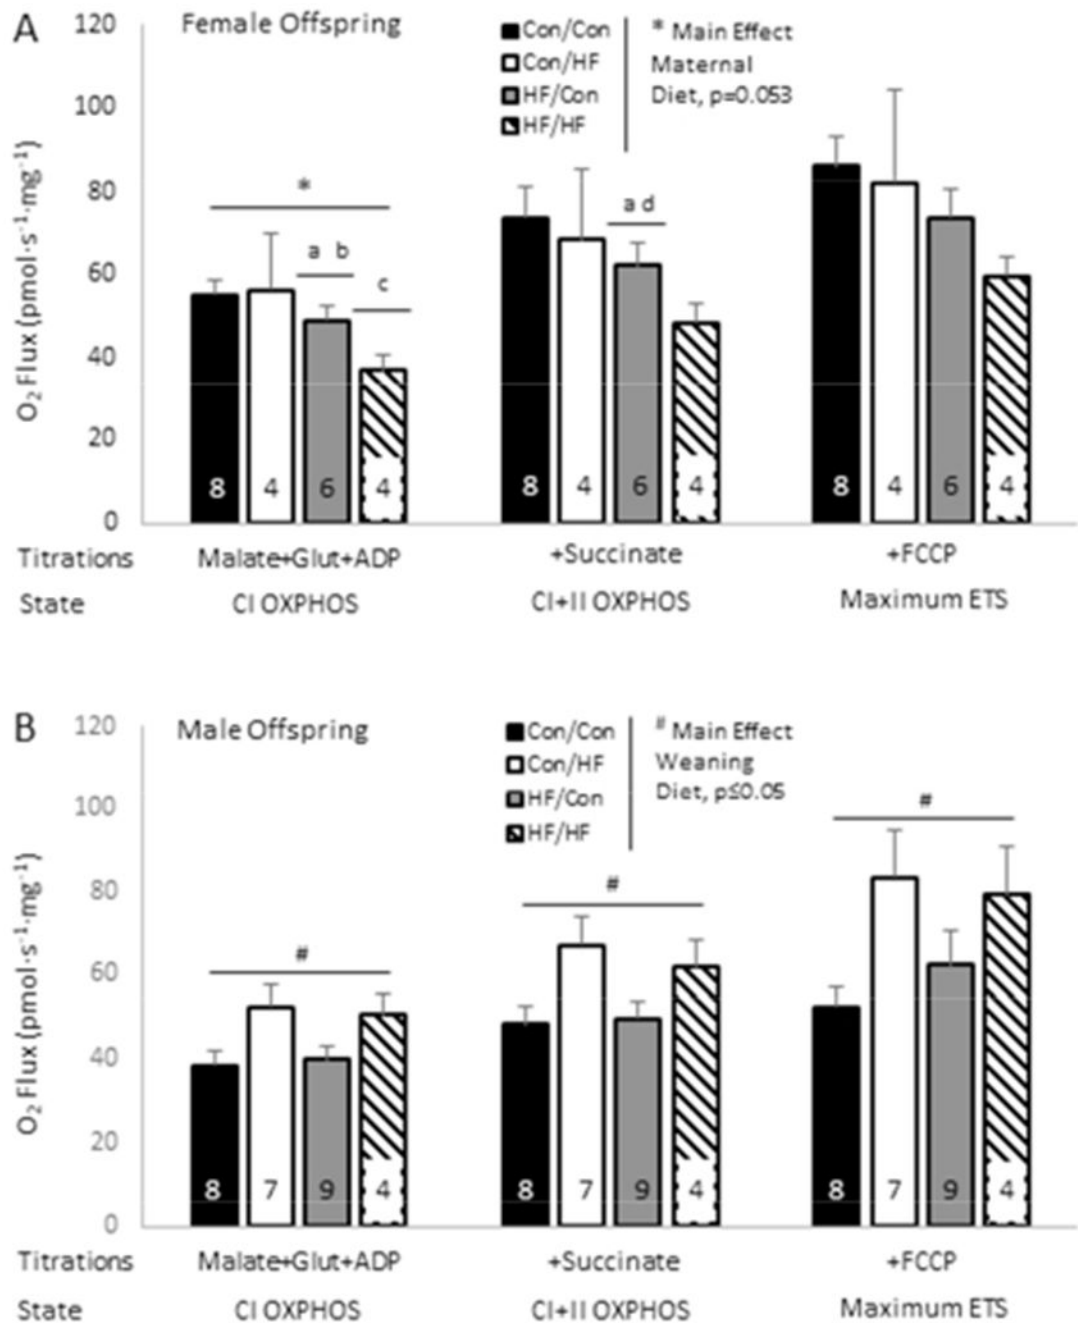 A
Female Offspring
120
100
80
60
40
20
0
O2 Flux (pmol·s-1·mg-1)
Con/Con
Con/HF
HF/Con
HF/HF
* Main Effect
Maternal
Diet, p=0.053
*
a b
c
a d
8 4 6 4
8 4 6 4
8 4 6 4
Titrations Malate+Glut+ADP +Succinate +FCCP
State CI OXPHOS CI+II OXPHOS Maximum ETS
B
Male Offspring
120
100
80
60
40
20
0
O2 Flux (pmol·s-1·mg-1)
Con/Con
Con/HF
HF/Con
HF/HF
# Main Effect
Weaning
Diet, p≤0.05
#
#
#
8 7 9 4
8 7 9 4
8 7 9 4
Titrations Malate+Glut+ADP +Succinate +FCCP
State CI OXPHOS CI+II OXPHOS Maximum ETS